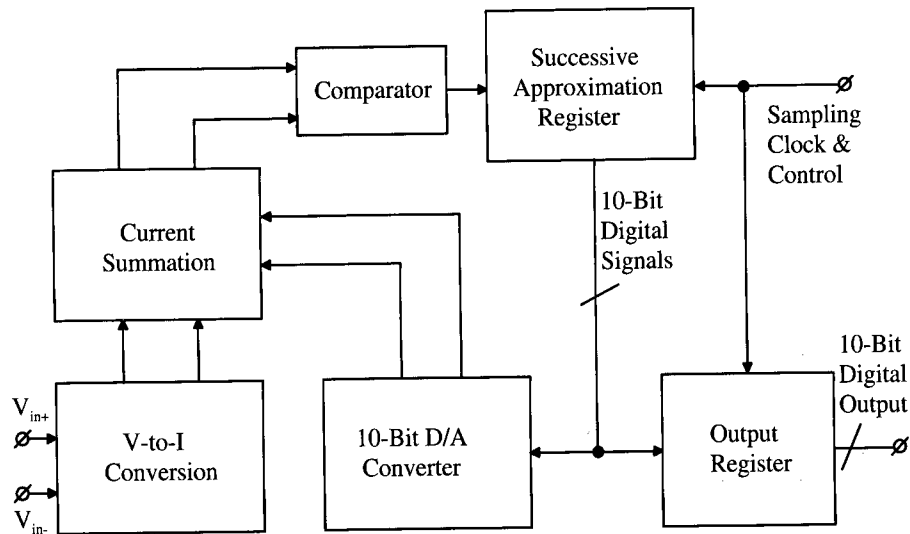 Comparator
Successive
Approximation
Register
Sampling
Clock &
Control
Current
Summation
10-Bit
Digital
Signals
10-Bit
Digital
Output
V-to-I
Conversion
10-Bit D/A
Converter
Output
Register
Vin+
Vin-